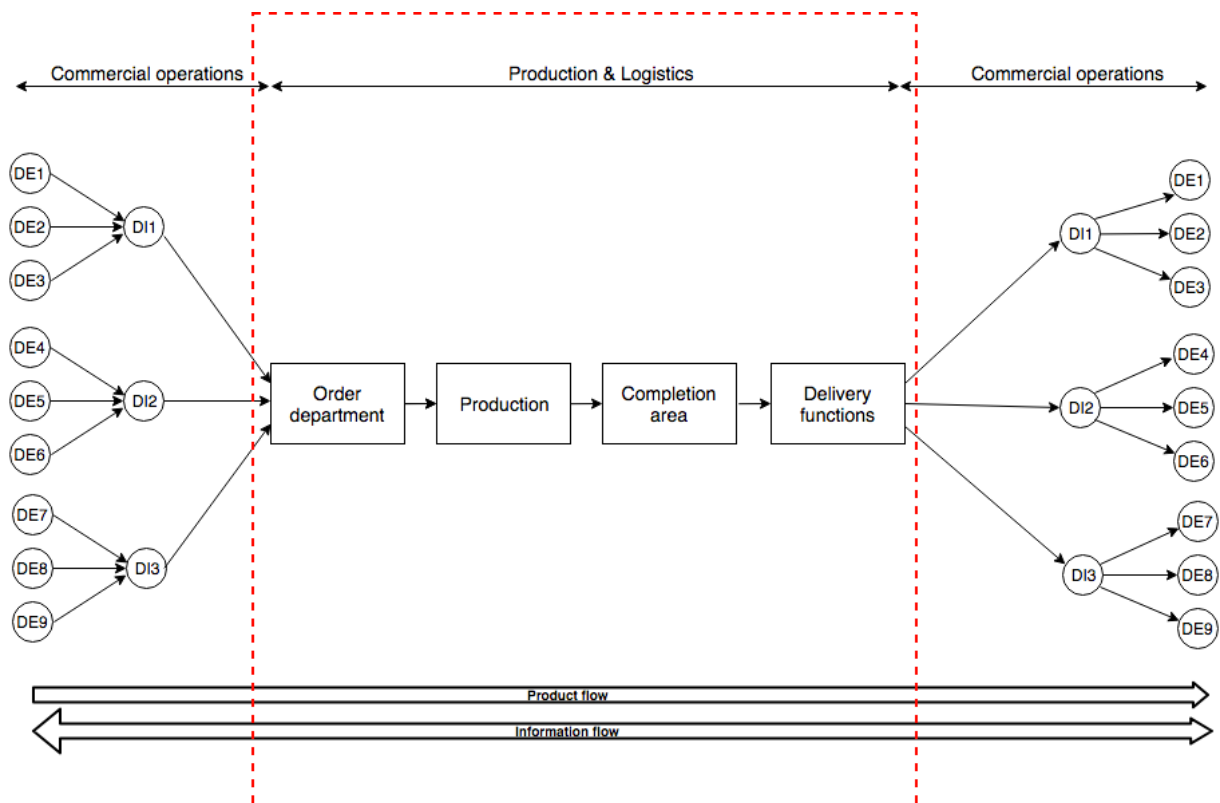 Commercial operations
Production & Logistics
Commercial operations
DE1
DE2
DE3
DI1
DE4
DE5
DE6
DI2
DE7
DE8
DE9
DI3
Order
department
Production
Completion
area
Delivery
functions
DI1
DE1
DE2
DE3
DI2
DE4
DE5
DE6
DI3
DE7
DE8
DE9
Product flow
Information flow